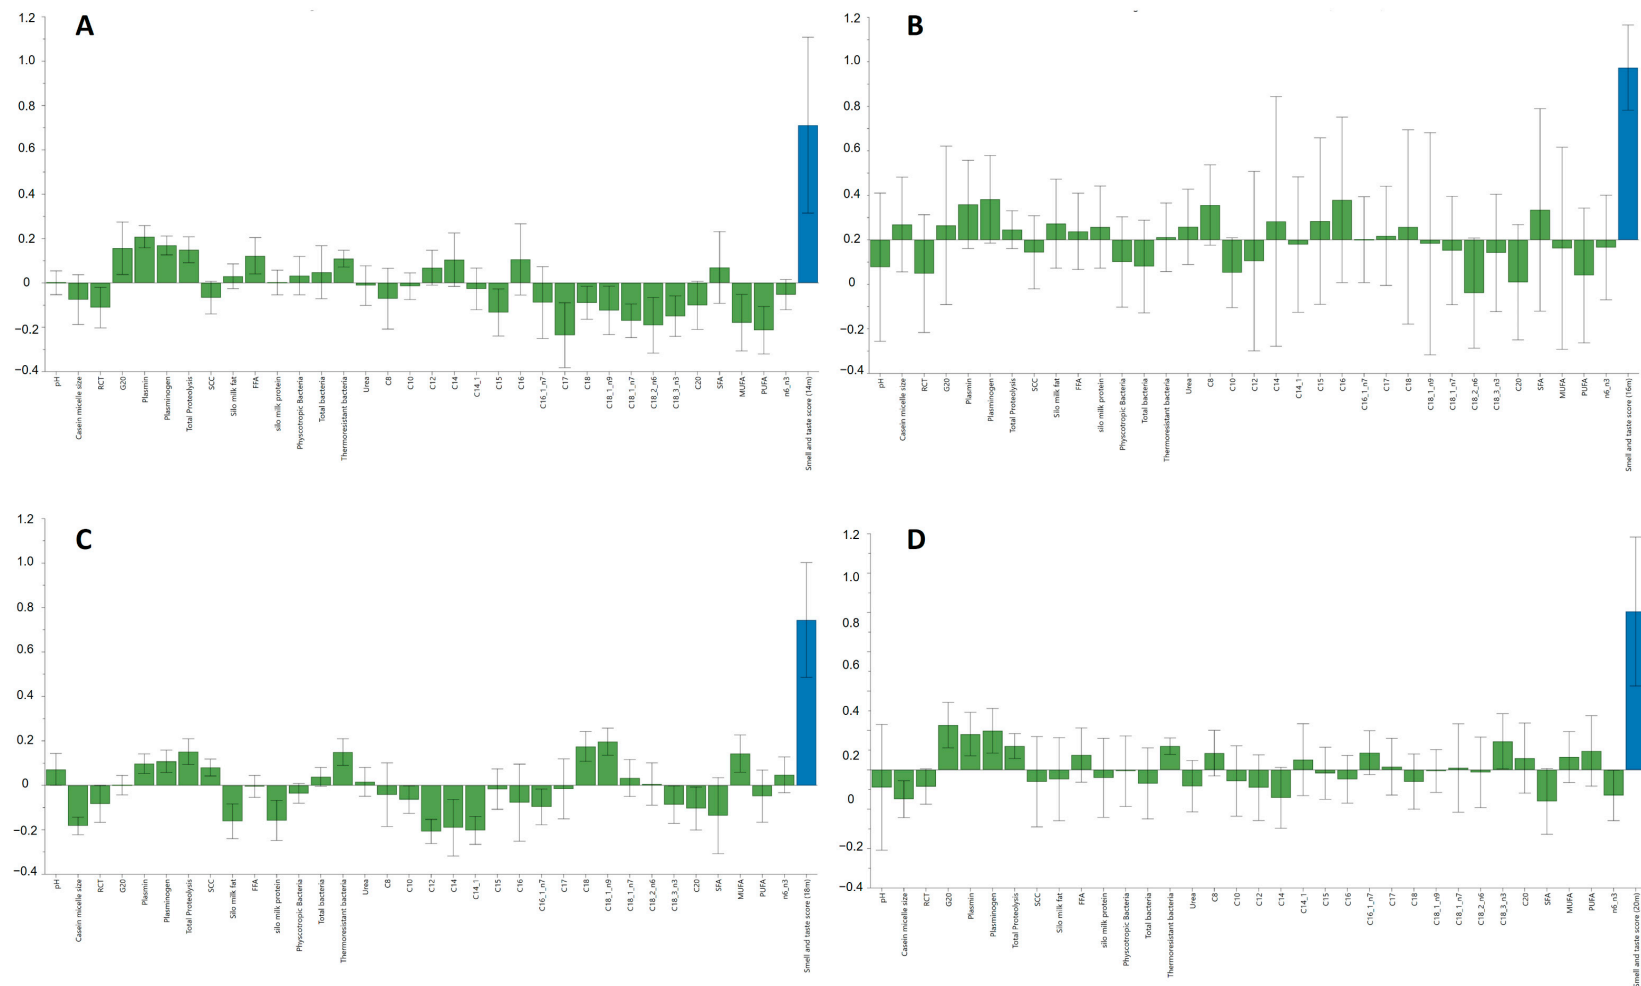 A
1.2
1.0
0.8
0.6
0.4
0.2
0
−0.2
−0.4
pH
Casein micelle size
RCT
G20
Plasmin
Plasminogen
Total Proteolysis
SCC
Silo milk fat
FFA
silo milk protein
Physcotropic Bacteria
Total bacteria
Thermoresistant bacteria
Urea
C8
C10
C12
C14
C14_1
C15
C16
C16_1_n7
C17
C18
C18_1_n9
C18_1_n7
C18_2_n6
C18_3_n3
C20
SFA
MUFA
PUFA
n6_n3
Smell and taste score (14m)
B
1.2
1.0
0.8
0.6
0.4
0.2
0
−0.2
−0.4
pH
Casein micelle size
RCT
G20
Plasmin
Plasminogen
Total Proteolysis
SCC
Silo milk fat
FFA
silo milk protein
Physcotropic Bacteria
Total bacteria
Thermoresistant bacteria
Urea
C8
C10
C12
C14
C14_1
C15
C16
C16_1_n7
C17
C18
C18_1_n9
C18_1_n7
C18_2_n6
C18_3_n3
C20
SFA
MUFA
PUFA
n6_n3
Smell and taste score (16m)
C
1.2
1.0
0.8
0.6
0.4
0.2
0
−0.2
−0.4
pH
Casein micelle size
RCT
G20
Plasmin
Plasminogen
Total Proteolysis
SCC
Silo milk fat
FFA
silo milk protein
Physcotropic Bacteria
Total bacteria
Thermoresistant bacteria
Urea
C8
C10
C12
C14
C14_1
C15
C16
C16_1_n7
C17
C18
C18_1_n9
C18_1_n7
C18_2_n6
C18_3_n3
C20
SFA
MUFA
PUFA
n6_n3
Smell and taste score (18m)
D
1.2
1.0
0.8
0.6
0.4
0
−0.2
−0.4
pH
Casein micelle size
RCT
G20
Plasmin
Plasminogen
Total Proteolysis
SCC
Silo milk fat
FFA
silo milk protein
Physcotropic Bacteria
Total bacteria
Thermoresistant bacteria
Urea
C8
C10
C12
C14
C14_1
C15
C16
C16_1_n7
C17
C18
C18_1_n9
C18_1_n7
C18_2_n6
C18_3_n3
C20
SFA
MUFA
PUFA
n6_n3
Smell and taste score (20m)